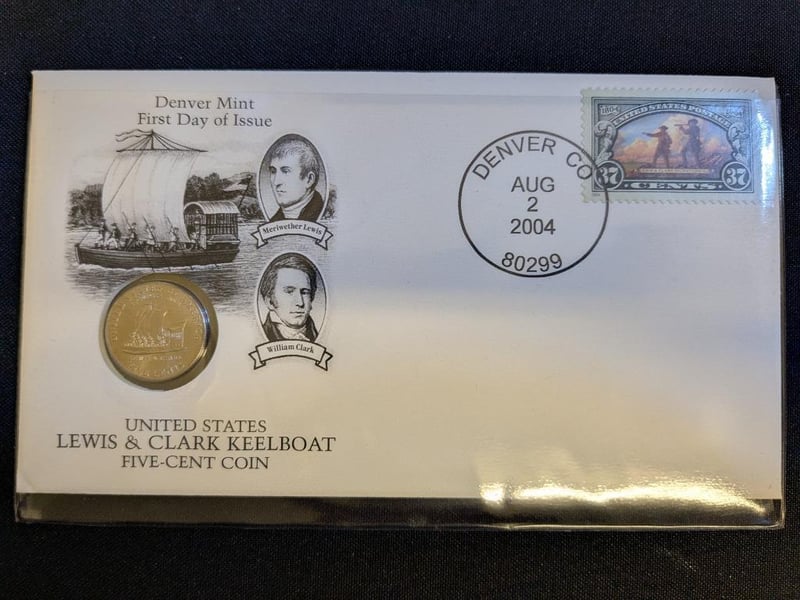 Denver Mint
First Day of Issue
Meriwether Lewis
William Clark
UNITED STATES
LEWIS & CLARK KEELBOAT
FIVE-CENT COIN
DENVER CO
AUG
2
2004
80299
UNITED STATES POSTAGE
37 CENTS 37